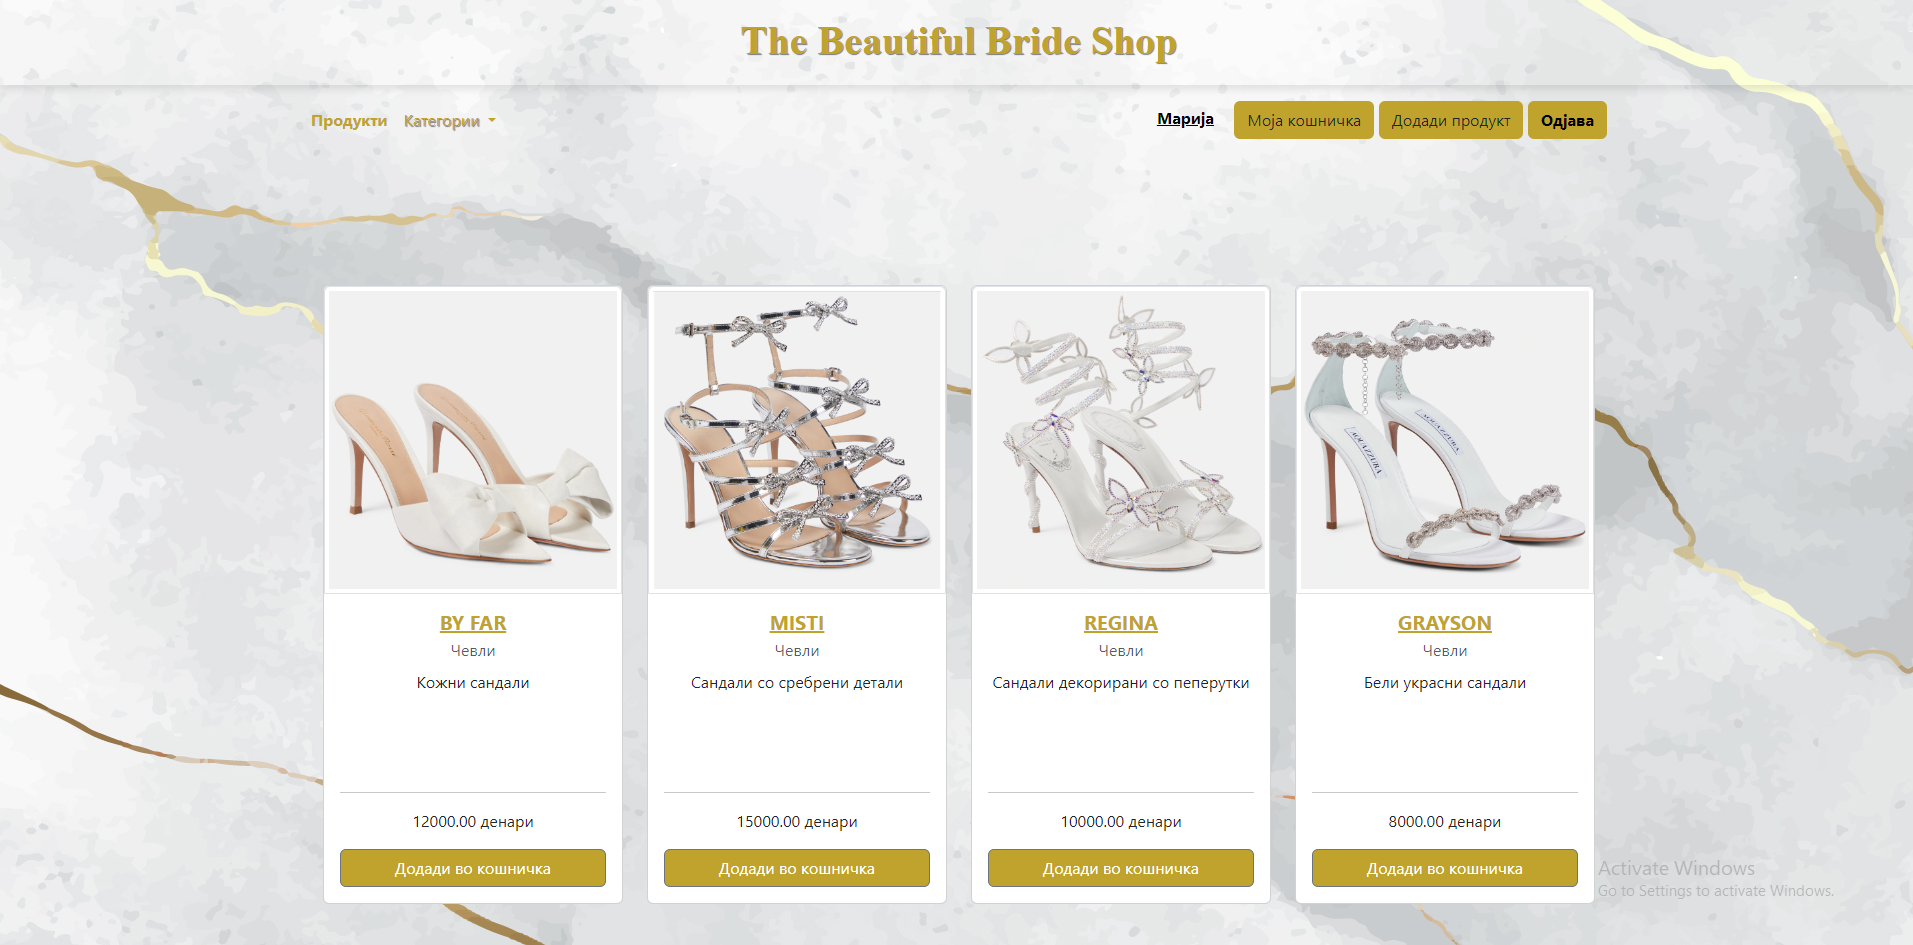 The Beautiful Bride Shop
Продукти Категории Марија Моја кошничка Додади продукт Одјава
AQUAZZURA AQUAZZURA
BY FAR MISTI REGINA GRAYSON
Чевли Чевли Чевли Чевли
Кожни сандали Сандали со сребрени детали Сандали декорирани со пеперутки Бели украсни сандали
12000.00 денари 15000.00 денари 10000.00 денари 8000.00 денари
Додади во кошничка Додади во кошничка Додади во кошничка Додади во кошничка
Activate Windows
Go to Settings to activate Windows.